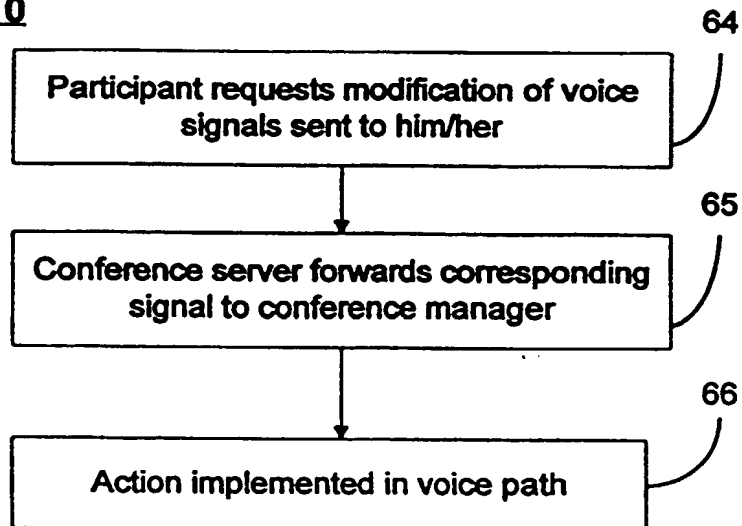 0
64
Participant requests modification of voice
signals sent to him/her
65
Conference server forwards corresponding
signal to conference manager
66
Action implemented in voice path